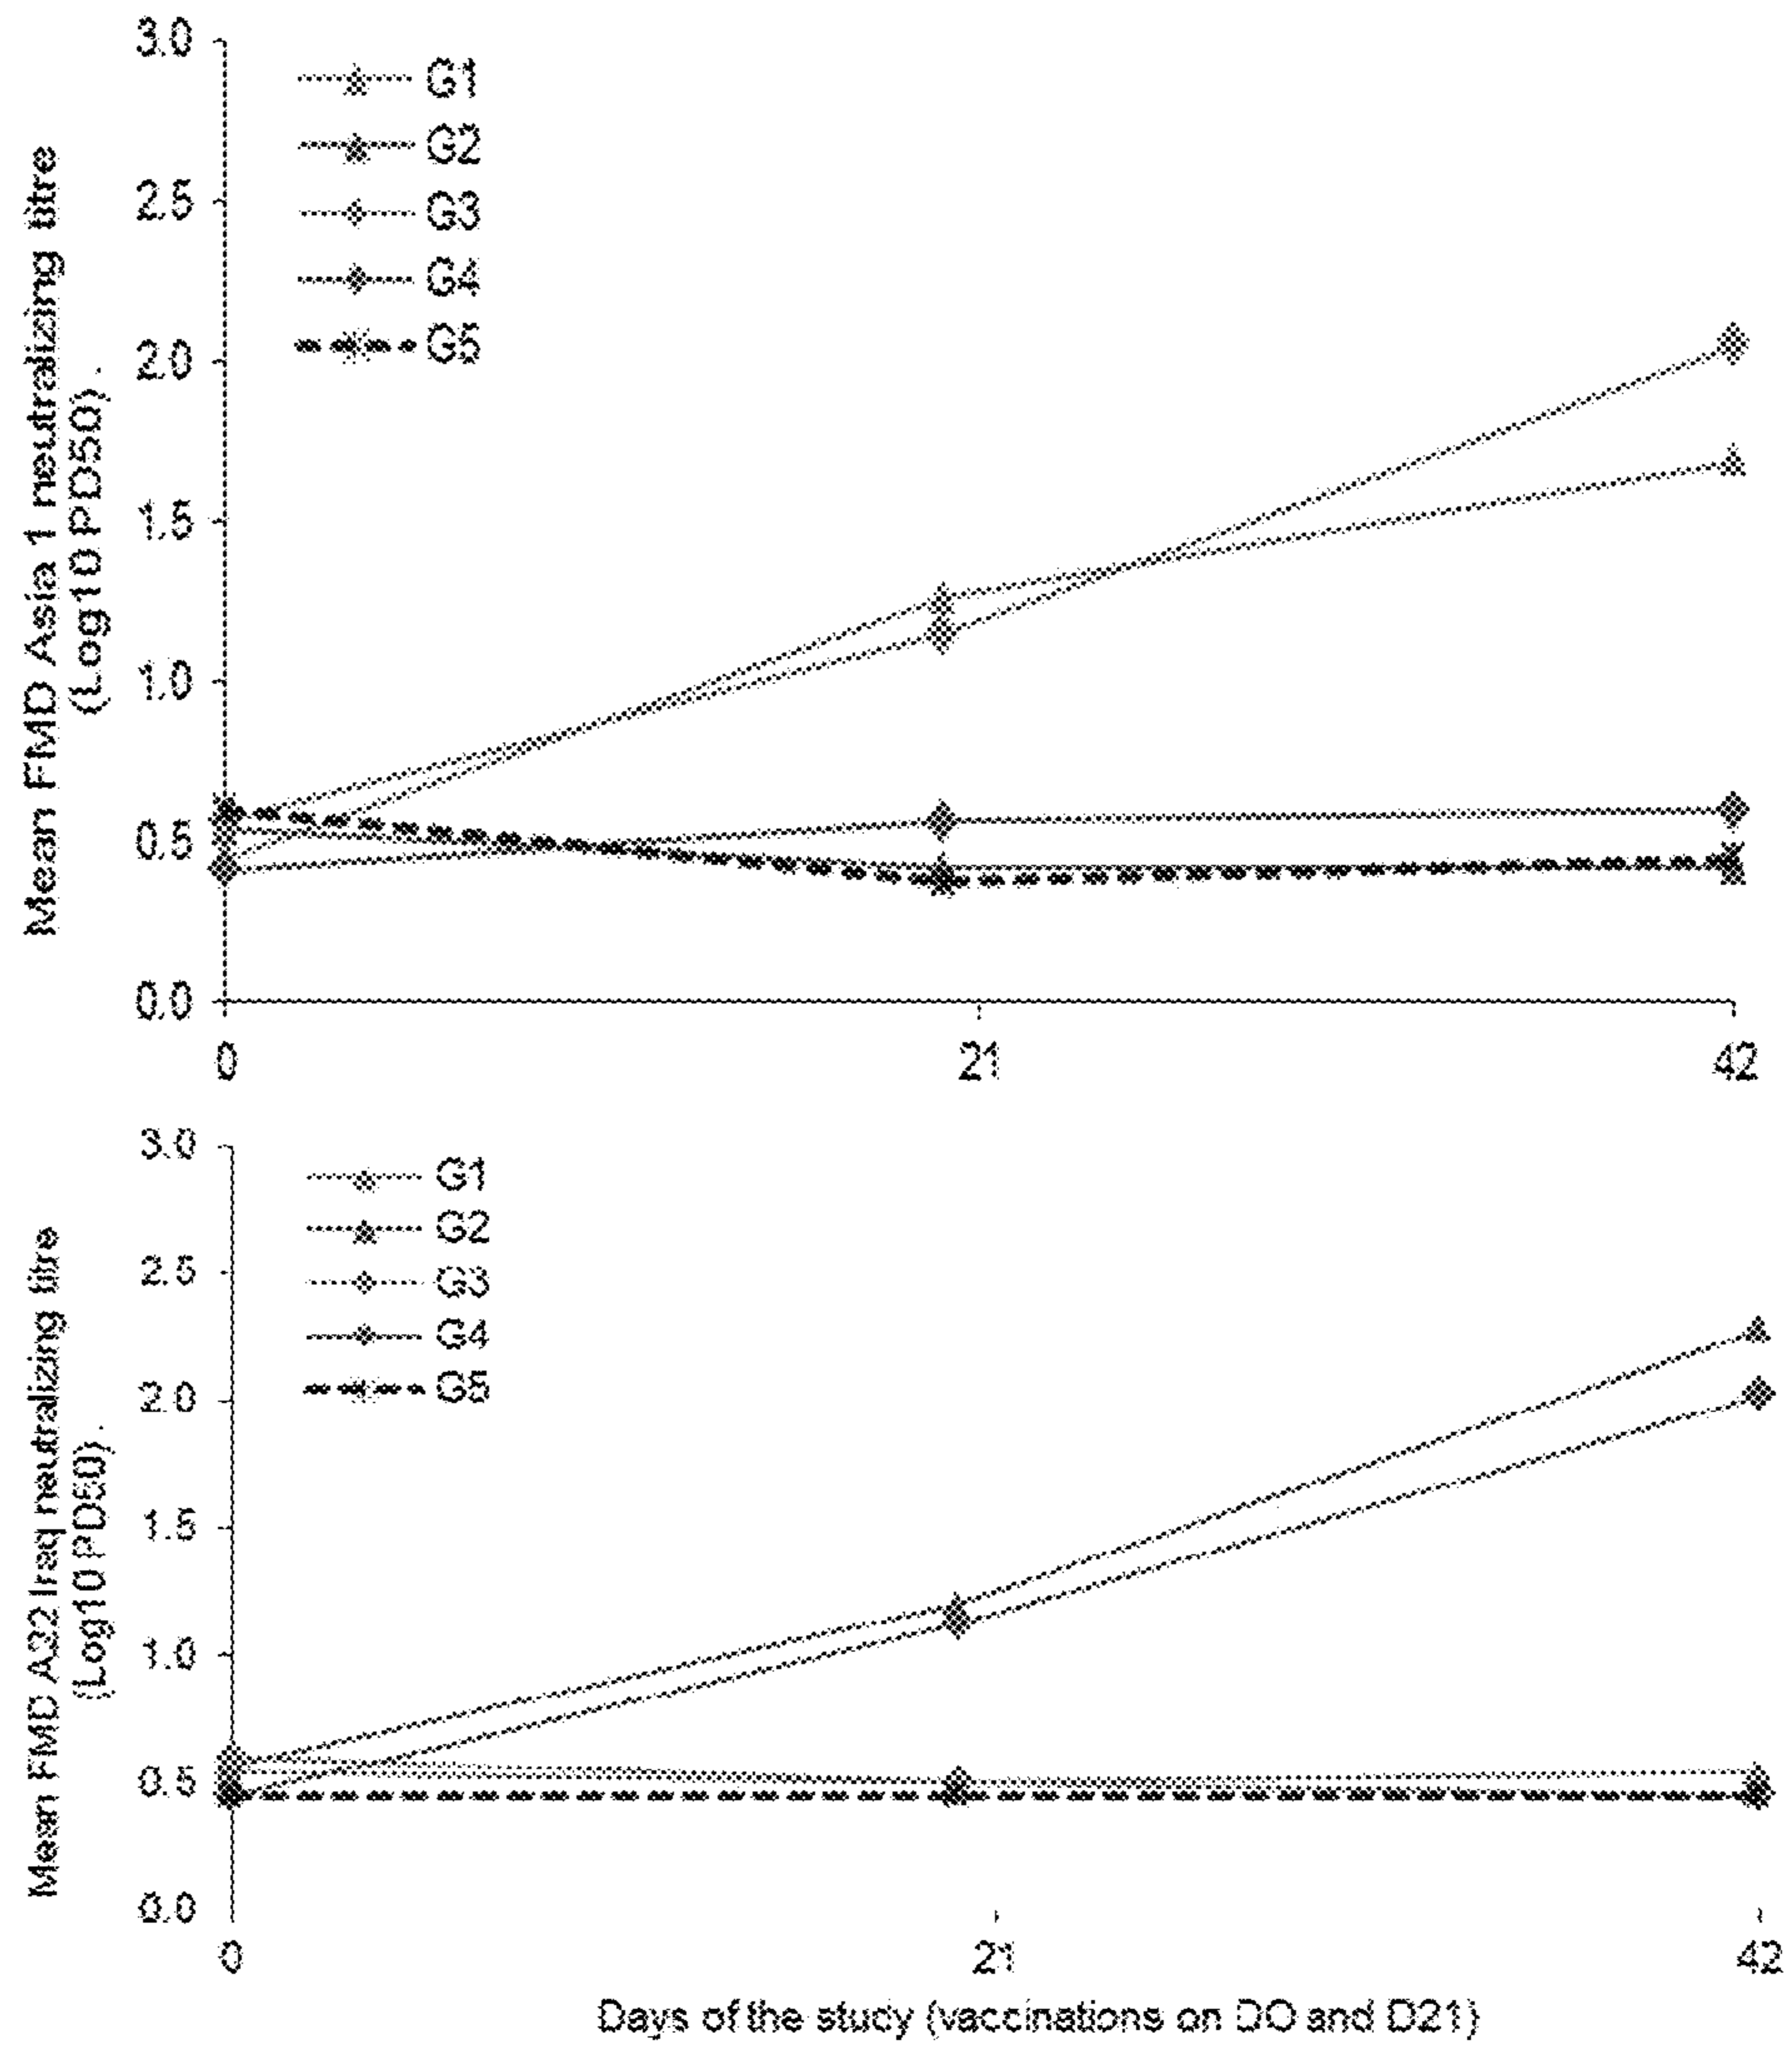 Mean FMD Asia 1 neutralizing titre
(Log10 PD50).
3.0
2.5
2.0
1.5
1.0
0.5
0.0
G1
G2
G3
G4
G5
0 21 42
Mean FMD A22 Iraq neutralizing titre
(Log10 PD50).
3.0
2.5
2.0
1.5
1.0
0.5
0.0
G1
G2
G3
G4
G5
0 21 42
Days of the study (vaccinations on DO and D21)